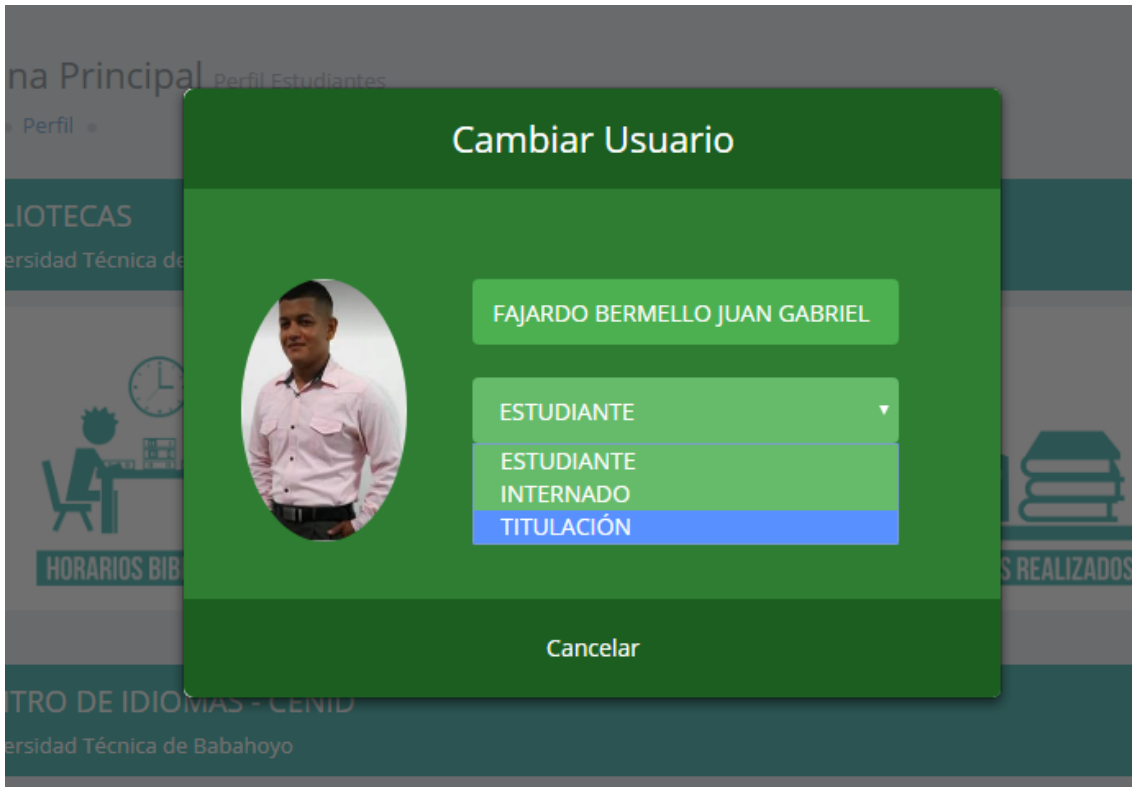 na Principal Perfil Estudiantes
Perfil
Cambiar Usuario
LIOTECAS
ersidad Técnica de
FAJARDO BERMELLO JUAN GABRIEL
ESTUDIANTE
ESTUDIANTE
INTERNADO
TITULACIÓN
HORARIOS BIB
S REALIZADOS
Cancelar
TRO DE IDIOMAS - CENID
ersidad Técnica de Babahoyo